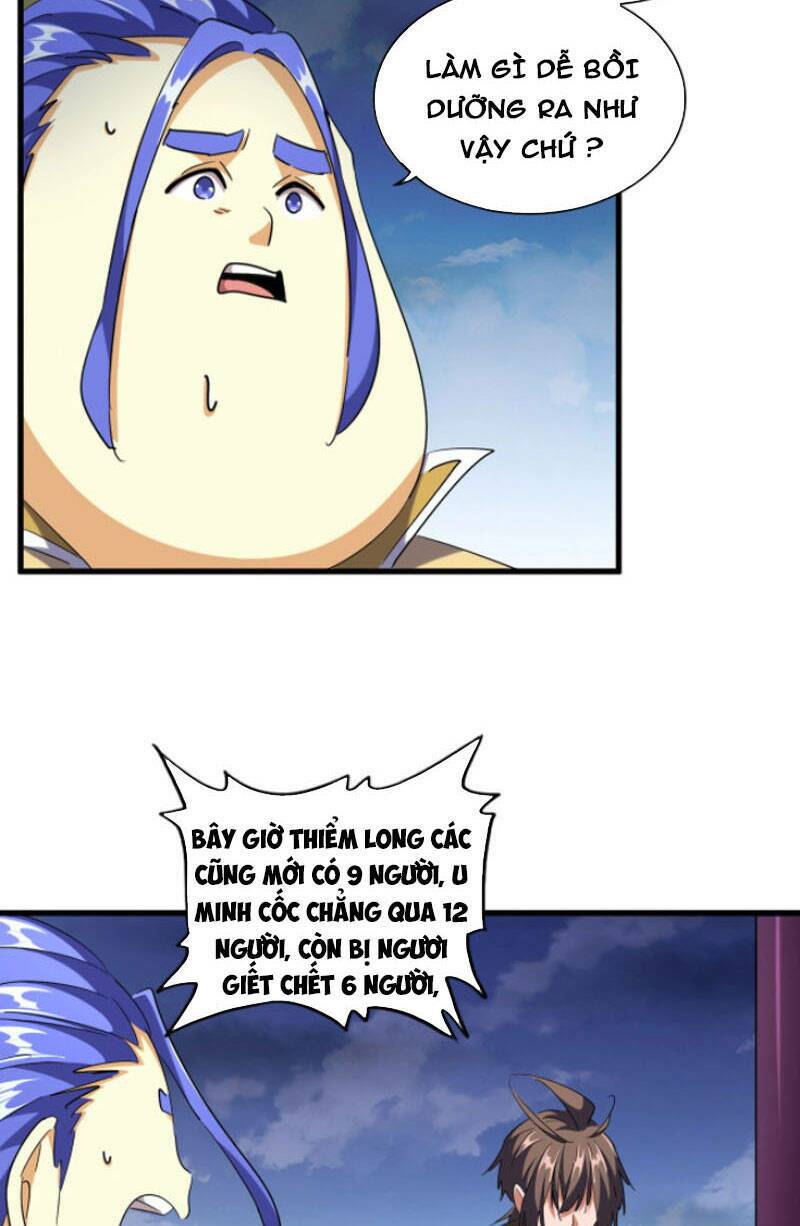 LÀM GÌ DỄ BỒI
DƯỠNG RA NHƯ
VẬY CHỨ ?
BÂY GIỜ THIỂM LONG CÁC
CŨNG MỚI CÓ 9 NGƯỜI, U
MINH CỐC CHẲNG QUA 12
NGƯỜI, CÒN BỊ NGƯƠI
GIẾT CHẾT 6 NGƯỜI,